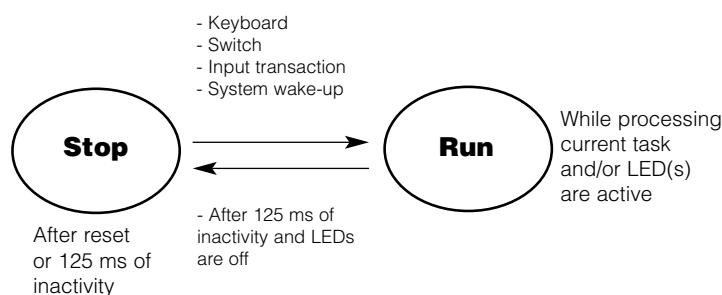 - Keyboard
- Switch
- Input transaction
- System wake-up
Stop
Run
While processing
current task
and/or LED(s)
are active
After reset
or 125 ms of
inactivity
- After 125 ms of
inactivity and LEDs
are off